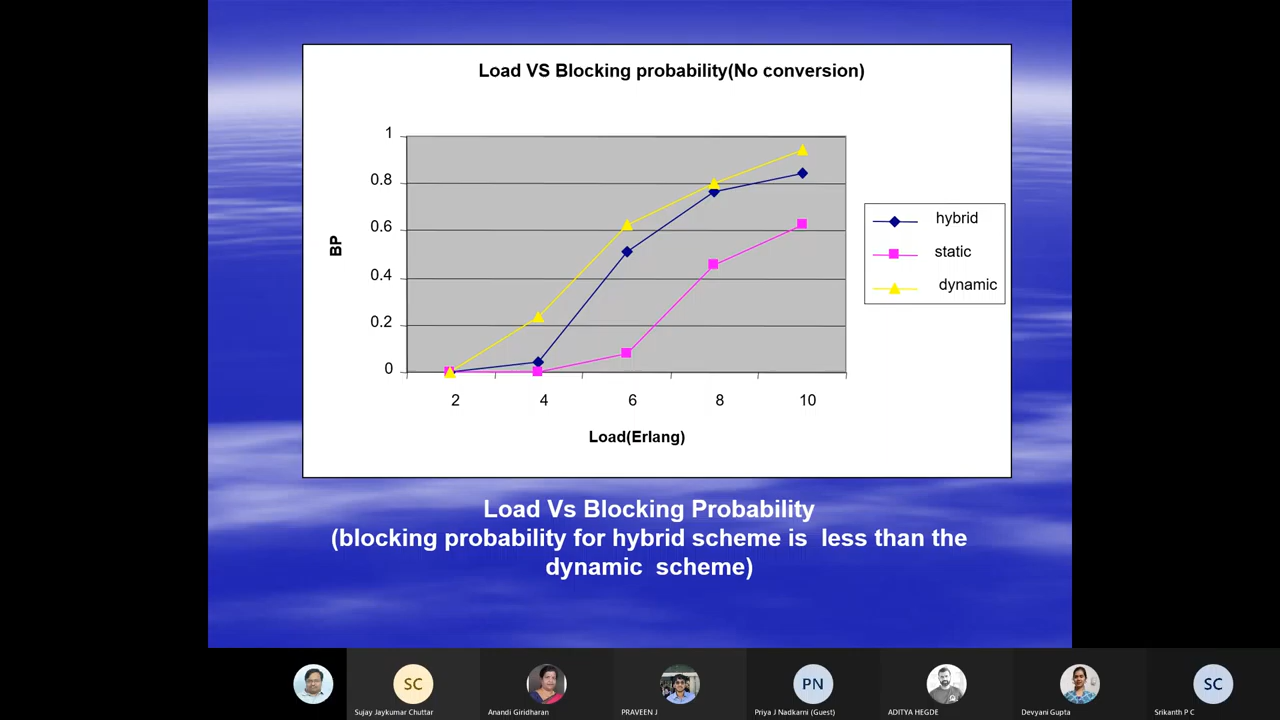 Load VS Blocking probability(No conversion)
1
0.8
0.6
0.4
0.2
0
BP
2 4 6 8 10
Load(Erlang)
hybrid
static
dynamic
Load Vs Blocking Probability
(blocking probability for hybrid scheme is less than the
dynamic scheme)
SC PN SC
Sujay Jaykumar Chuttar Anandi Giridharan PRAVEEN J Priya J Nadkarni (Guest) ADITYA HEGDE Devyani Gupta Srikanth P C